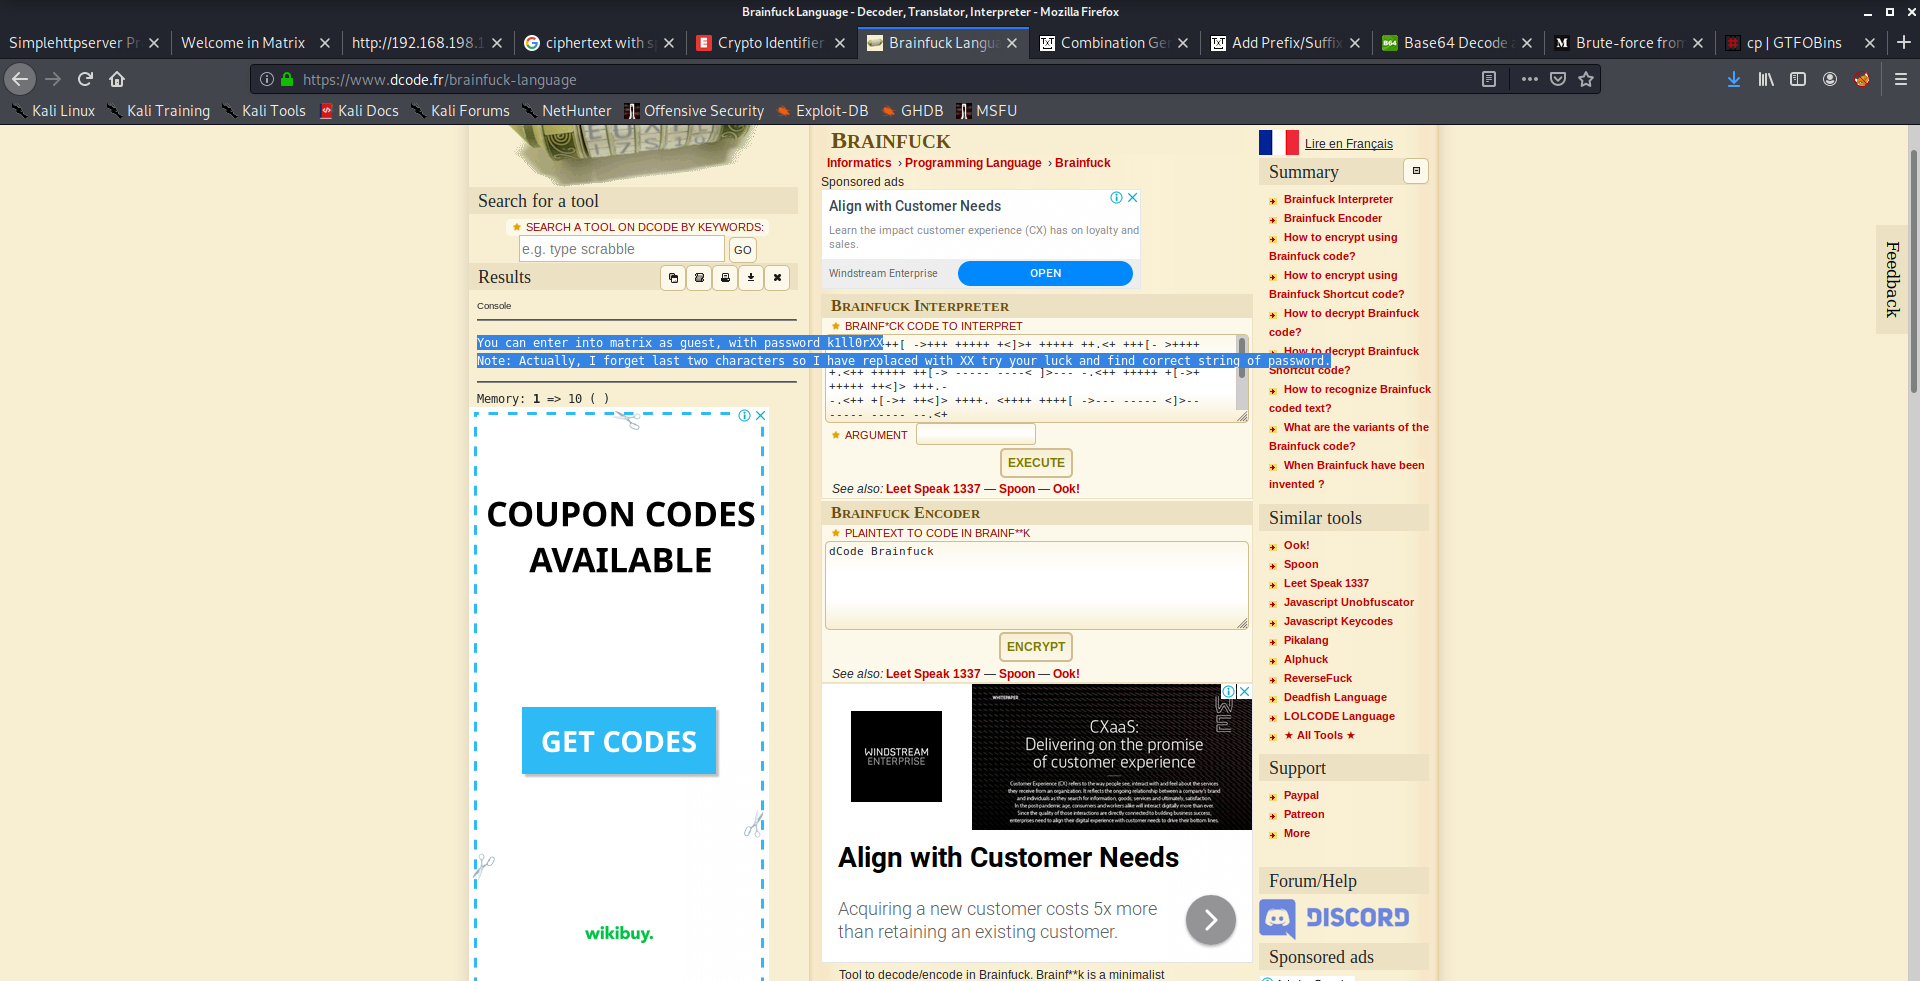 Brainfuck Language - Decoder, Translator, Interpreter - Mozilla Firefox
Simplehttpserver Pr
Welcome in Matrix
http://192.168.198.1
ciphertext with sp
Crypto Identifier
Brainfuck Langua
Combination Ge
Add Prefix/Suffix
Base64 Decode
Brute-force from
cp | GTFOBins
https://www.dcode.fr/brainfuck-language
Kali Linux
Kali Training
Kali Tools
Kali Docs
Kali Forums
NetHunter
Offensive Security
Exploit-DB
GHDB
MSFU
Search for a tool
SEARCH A TOOL ON DCODE BY KEYWORDS:
e.g. type scrabble
GO
Results
Console
You can enter into matrix as guest, with password k1ll0rXX
Note: Actually, I forget last two characters so I have replaced with XX try your luck and find correct string of password.
Memory: 1 => 10 ( )
COUPON CODES
AVAILABLE
GET CODES
wikibuy.
BRAINFUCK
Informatics › Programming Language › Brainfuck
Sponsored ads
Align with Customer Needs
Learn the impact customer experience (CX) has on loyalty and
sales.
Windstream Enterprise
OPEN
BRAINFUCK INTERPRETER
BRAINF*CK CODE TO INTERPRET
++[ ->+++ +++++ +<]>+ +++++ ++.<+ +++[- >++++
+.<++ +++++ ++[-> ----- ----< ]>--- -.<++ +++++ +[->+
+++++ ++<]> +++.-
-.<++ +[->+ ++<]> ++++. <++++ ++++[ ->--- ----- <]>--
----- ----- --.<+
ARGUMENT
EXECUTE
See also: Leet Speak 1337 — Spoon — Ook!
BRAINFUCK ENCODER
PLAINTEXT TO CODE IN BRAINF**K
dCode Brainfuck
ENCRYPT
See also: Leet Speak 1337 — Spoon — Ook!
WINDSTREAM
ENTERPRISE
WHITEPAPER
CXaaS:
Delivering on the promise
of customer experience
Align with Customer Needs
Acquiring a new customer costs 5x more
than retaining an existing customer.
Tool to decode/encode in Brainfuck. Brainf**k is a minimalist
Lire en Français
Summary
Brainfuck Interpreter
Brainfuck Encoder
How to encrypt using
Brainfuck code?
How to encrypt using
Brainfuck Shortcut code?
How to decrypt Brainfuck
code?
How to decrypt Brainfuck
Shortcut code?
How to recognize Brainfuck
coded text?
What are the variants of the
Brainfuck code?
When Brainfuck have been
invented ?
Similar tools
Ook!
Spoon
Leet Speak 1337
Javascript Unobfuscator
Javascript Keycodes
Pikalang
Alphuck
ReverseFuck
Deadfish Language
LOLCODE Language
★ All Tools ★
Support
Paypal
Patreon
More
Forum/Help
DISCORD
Sponsored ads
Feedback